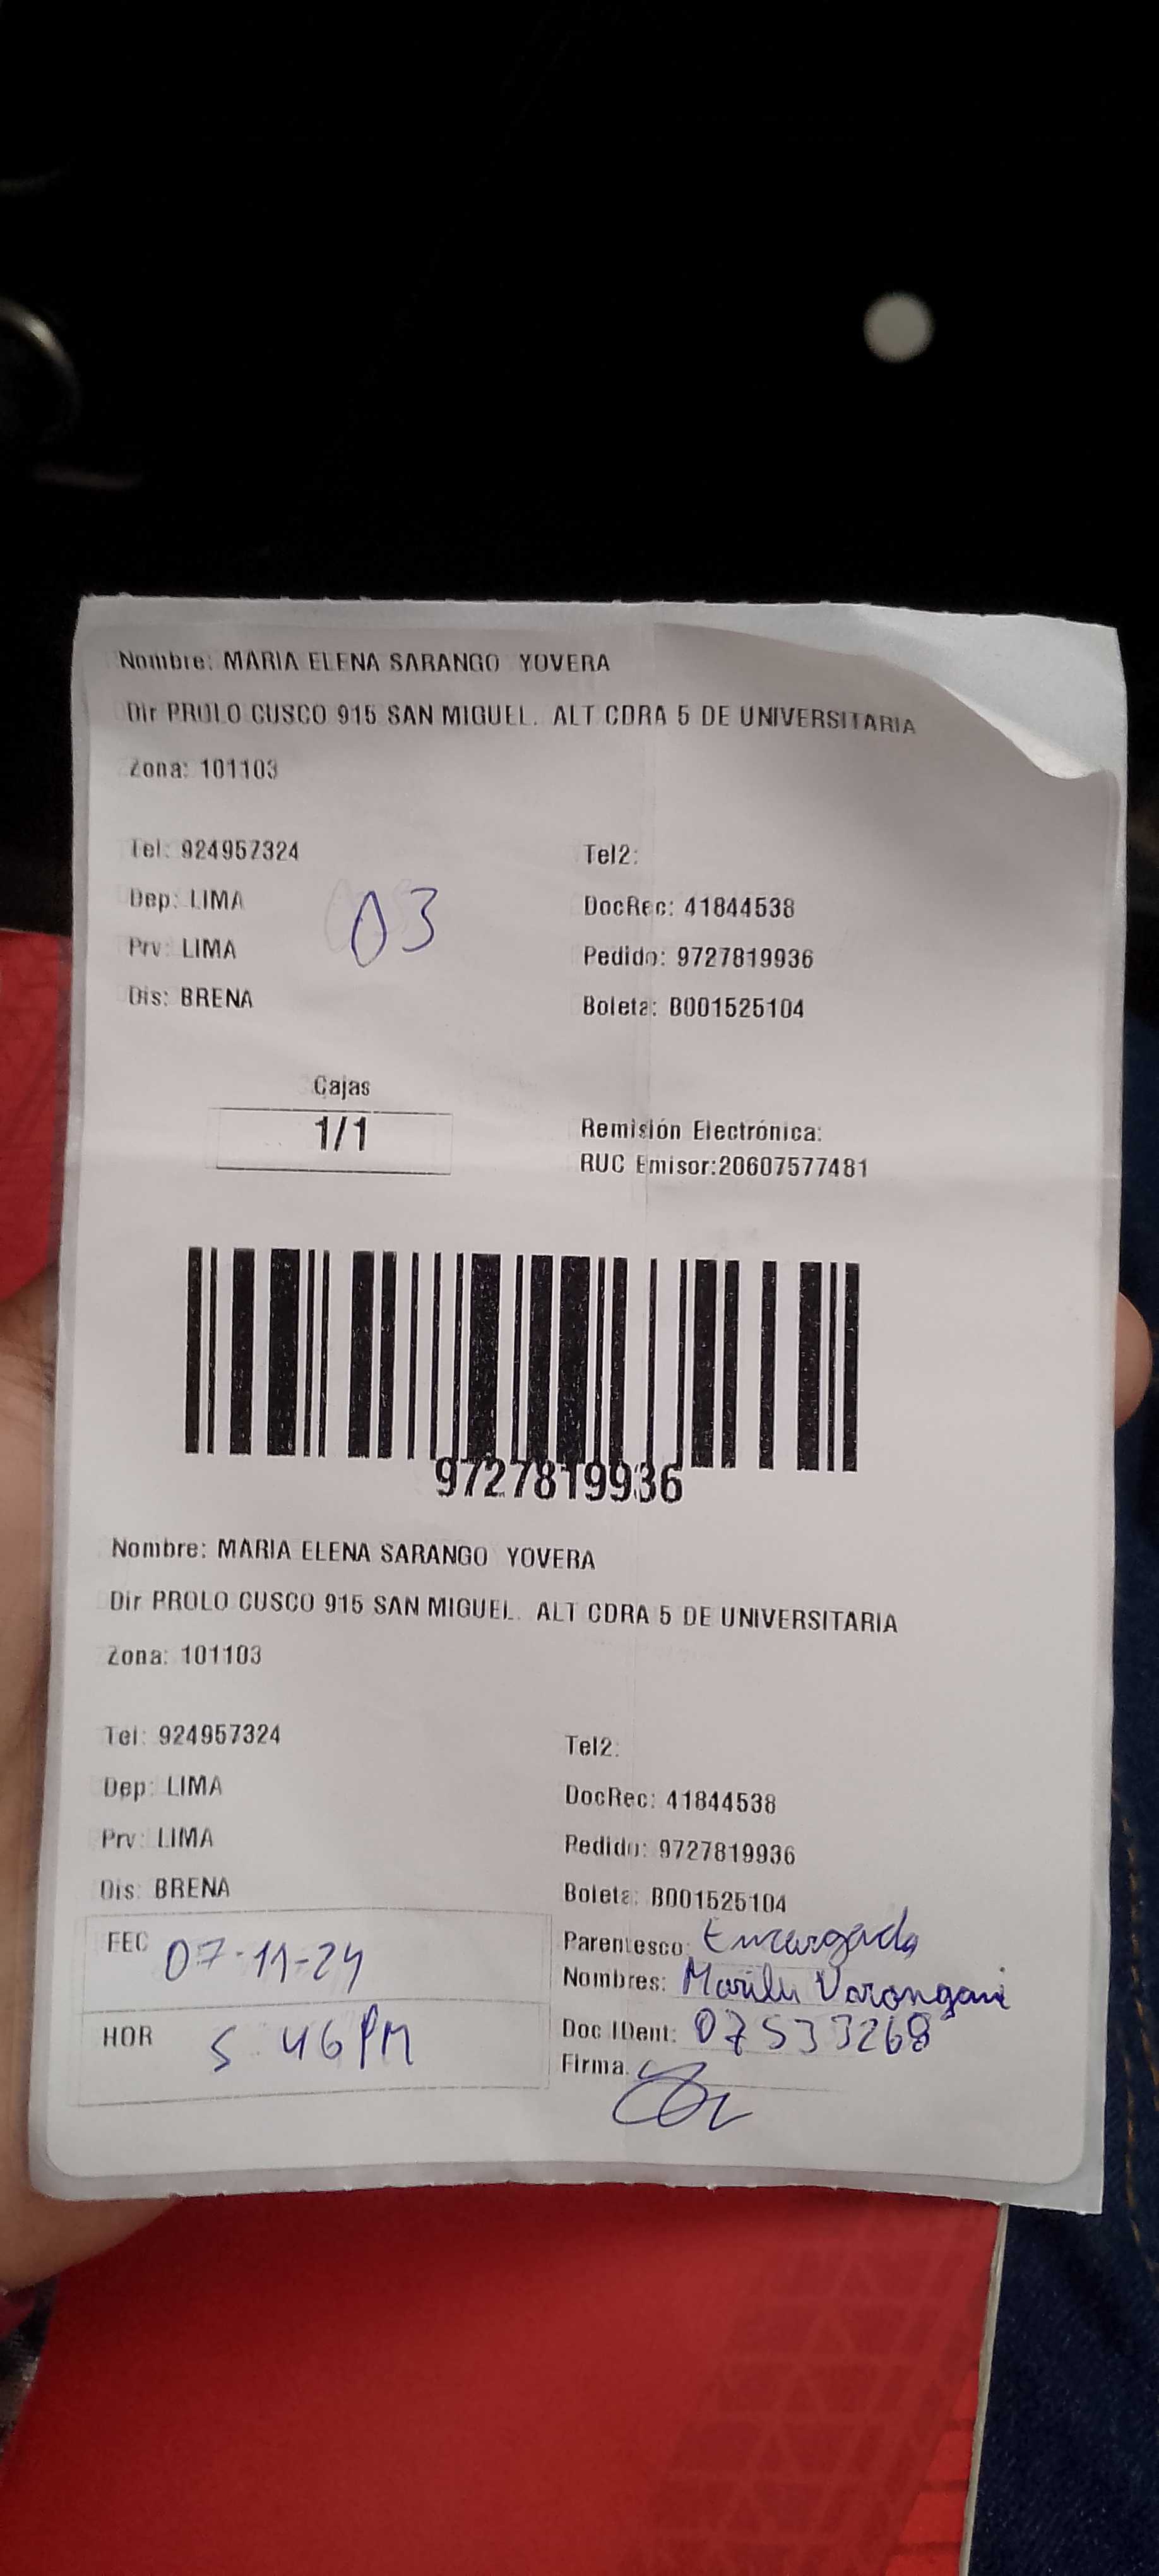 Nombre: MARIA ELENA SARANGO YOVERA
Dir PROLO CUSCO 915 SAN MIGUEL. ALT CDRA 5 DE UNIVERSITARIA
Zona: 101103
Tel: 924957324 Tel2:
Dep: LIMA DocRec: 41844538
03
Prv: LIMA Pedido: 9727819936
Dis: BRENA Boleta: B001525104
Cajas
1/1
Remisión Electrónica:
RUC Emisor:20607577481
9727819936
Nombre: MARIA ELENA SARANGO YOVERA
Dir PROLO CUSCO 915 SAN MIGUEL. ALT CDRA 5 DE UNIVERSITARIA
Zona: 101103
Tel: 924957324 Tel2:
Dep: LIMA DocRec: 41844538
Prv: LIMA Pedido: 9727819936
Dis: BRENA Boleta: B001525104
FEC 07-11-24 Parentesco: Encargada
Nombres: Marilu
HOR 5:46 PM Doc IDent: 07533268
Firma: